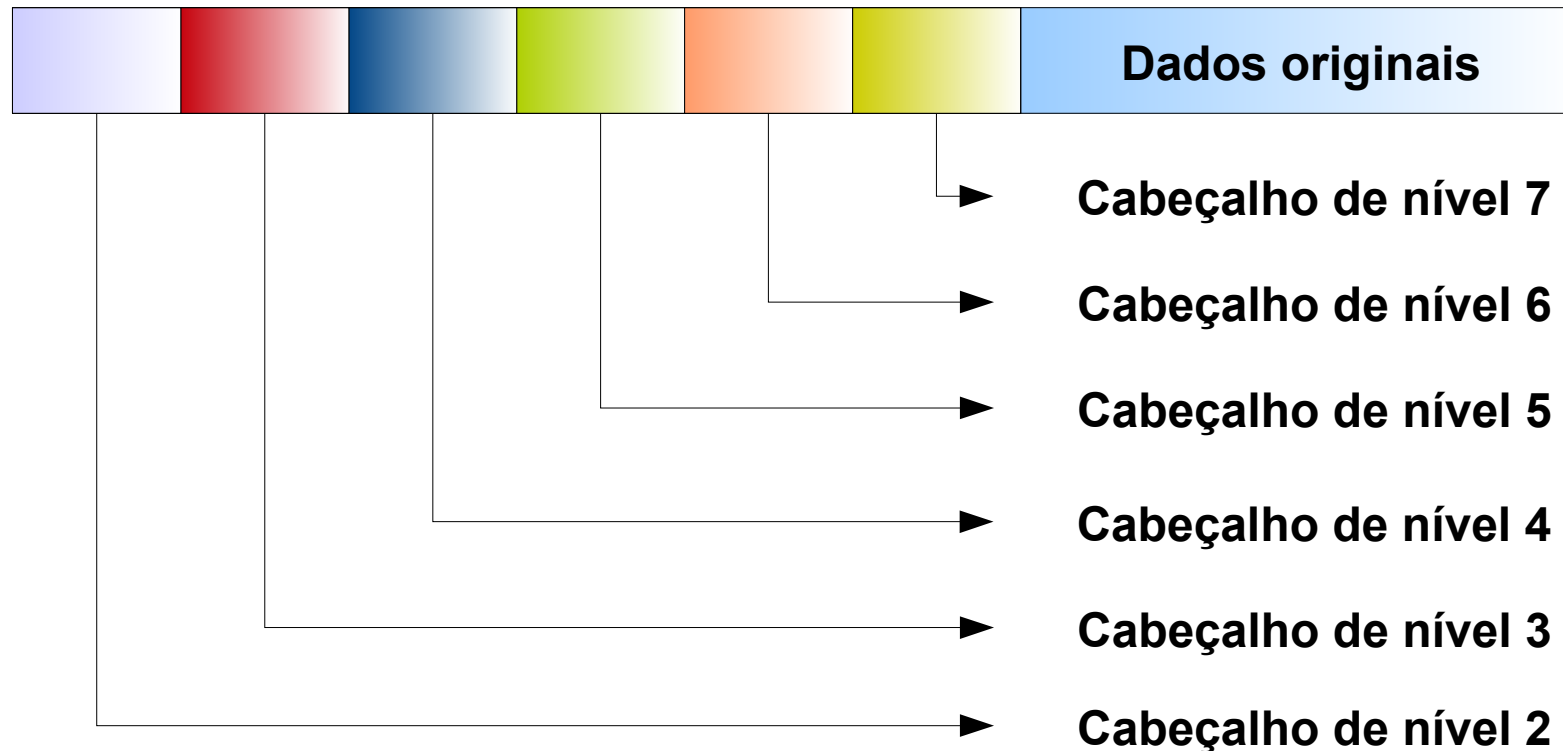 Dados originais
Cabeçalho de nível 7
Cabeçalho de nível 6
Cabeçalho de nível 5
Cabeçalho de nível 4
Cabeçalho de nível 3
Cabeçalho de nível 2